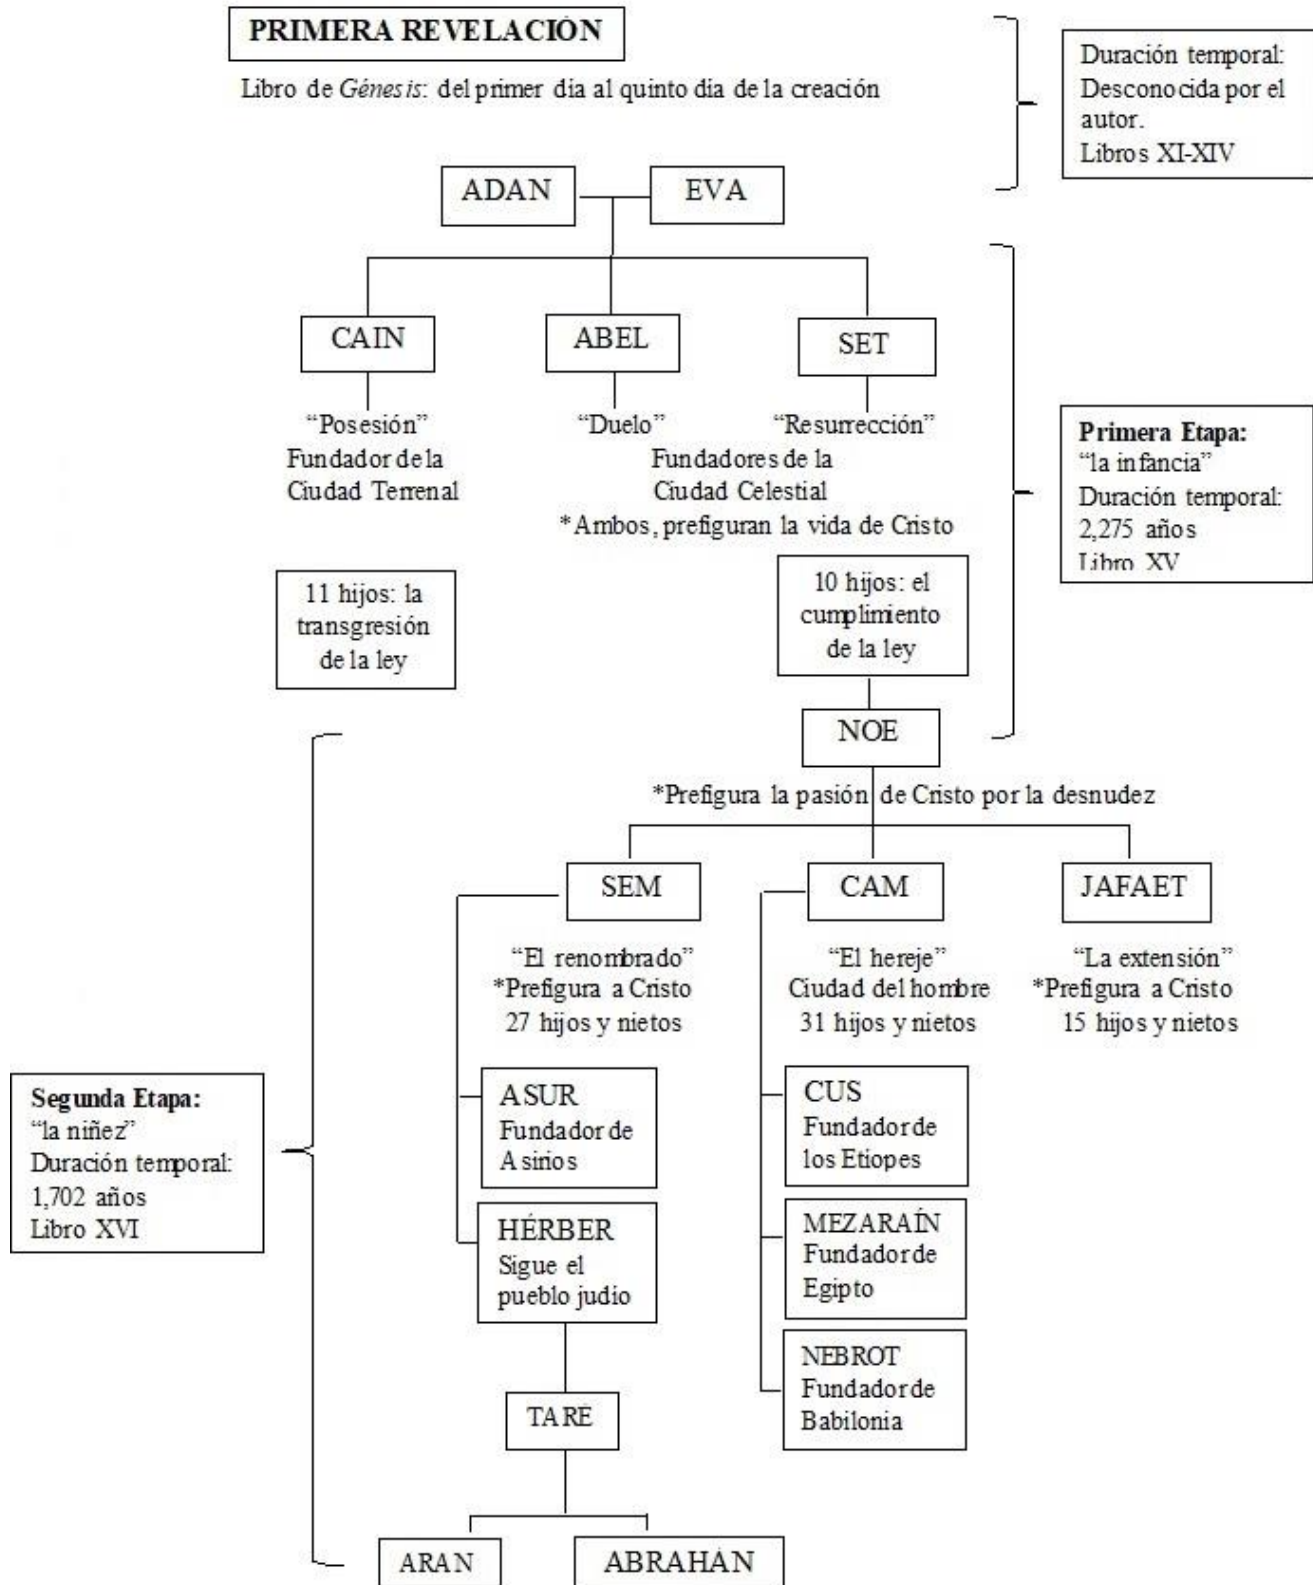 PRIMERA REVELACIÓN
Libro de Génesis: del primer día al quinto día de la creación
Duración temporal:
Desconocida por el
autor.
Libros XI-XIV
ADAN
EVA
CAIN
ABEL
SET
“Posesión”
Fundador de la
Ciudad Terrenal
“Duelo”
“Resurrección”
Fundadores de la
Ciudad Celestial
*Ambos, prefiguran la vida de Cristo
Primera Etapa:
“la infancia”
Duración temporal:
2,275 años
Libro XV
11 hijos: la
transgresión
de la ley
10 hijos: el
cumplimiento
de la ley
NOE
*Prefigura la pasión de Cristo por la desnudez
SEM
CAM
JAFAET
“El renombrado”
*Prefigura a Cristo
27 hijos y nietos
“El hereje”
Ciudad del hombre
31 hijos y nietos
“La extensión”
*Prefigura a Cristo
15 hijos y nietos
Segunda Etapa:
“la niñez”
Duración temporal:
1,702 años
Libro XVI
ASUR
Fundador de
Asirios
HÉRBER
Sigue el
pueblo judío
CUS
Fundador de
los Etiopes
MEZARAÍN
Fundador de
Egipto
NEBROT
Fundador de
Babilonia
TARÉ
ARAN
ABRAHÁN